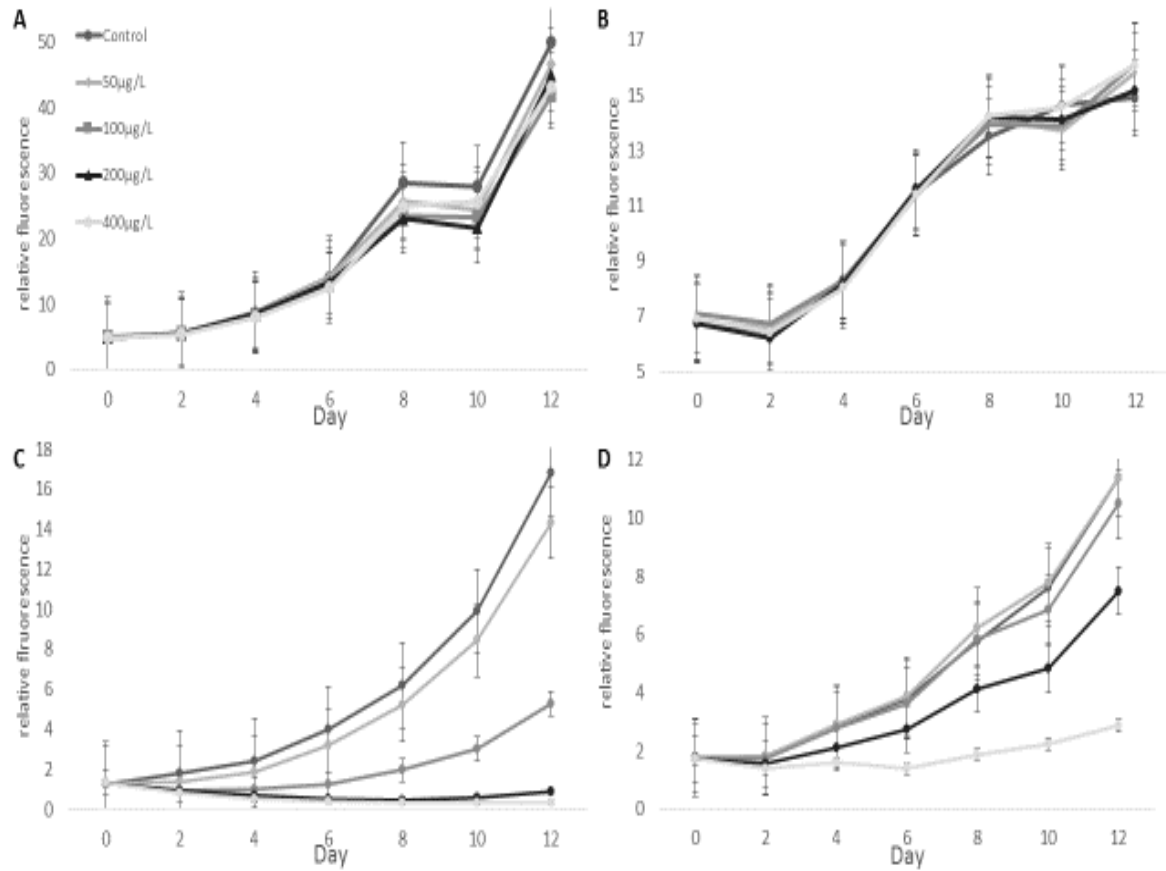 A
50
40
30
20
10
0
relative fluorescence
Control
50µg/L
100µg/L
200µg/L
400µg/L
0 2 4 6 8 10 12
Day
B
17
15
13
11
9
7
5
relative fluorescence
0 2 4 6 8 10 12
Day
C
18
16
14
12
10
8
6
4
2
0
relative flruorescence
0 2 4 6 8 10 12
Day
D
12
10
8
6
4
2
0
relative fluorescence
0 2 4 6 8 10 12
Day